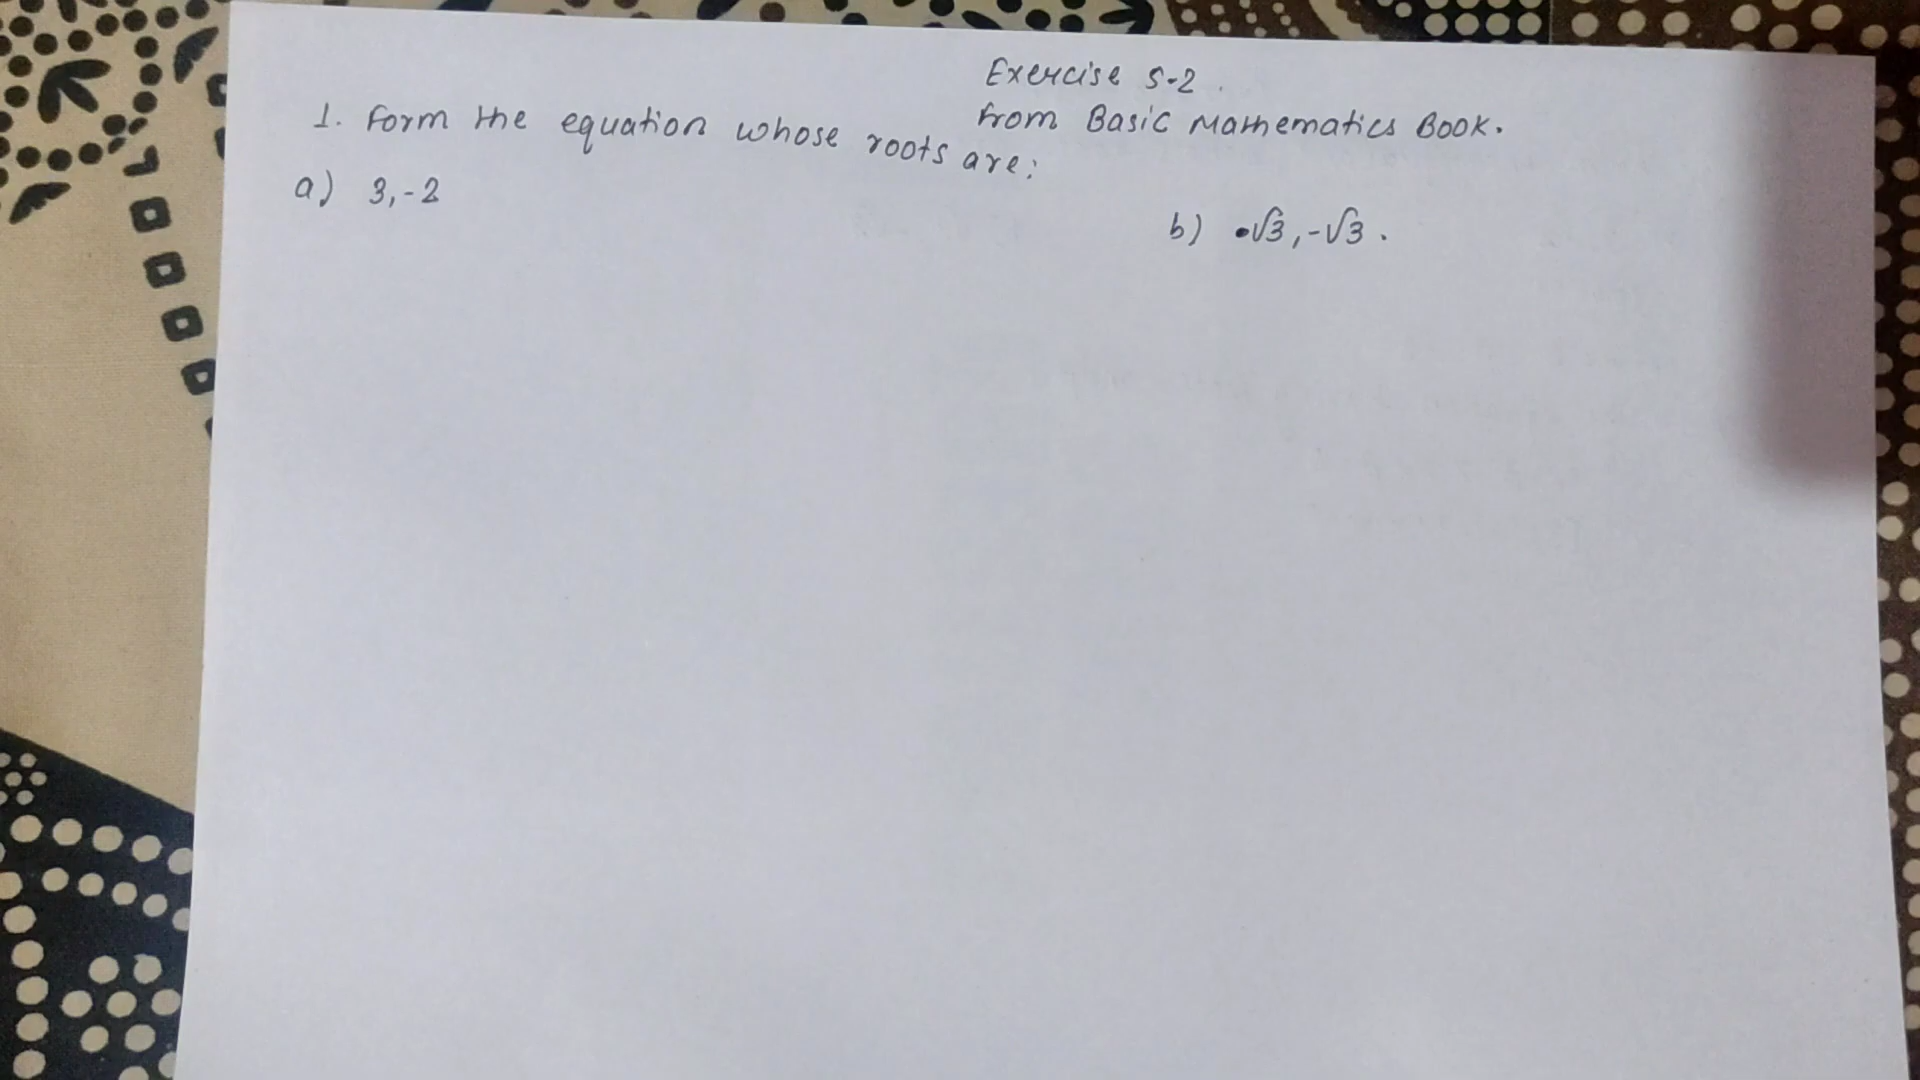 Exercise 5-2.
from Basic Mathematics Book.
1. Form the equation whose roots are:
a) 3, -2
b) √3, -√3.